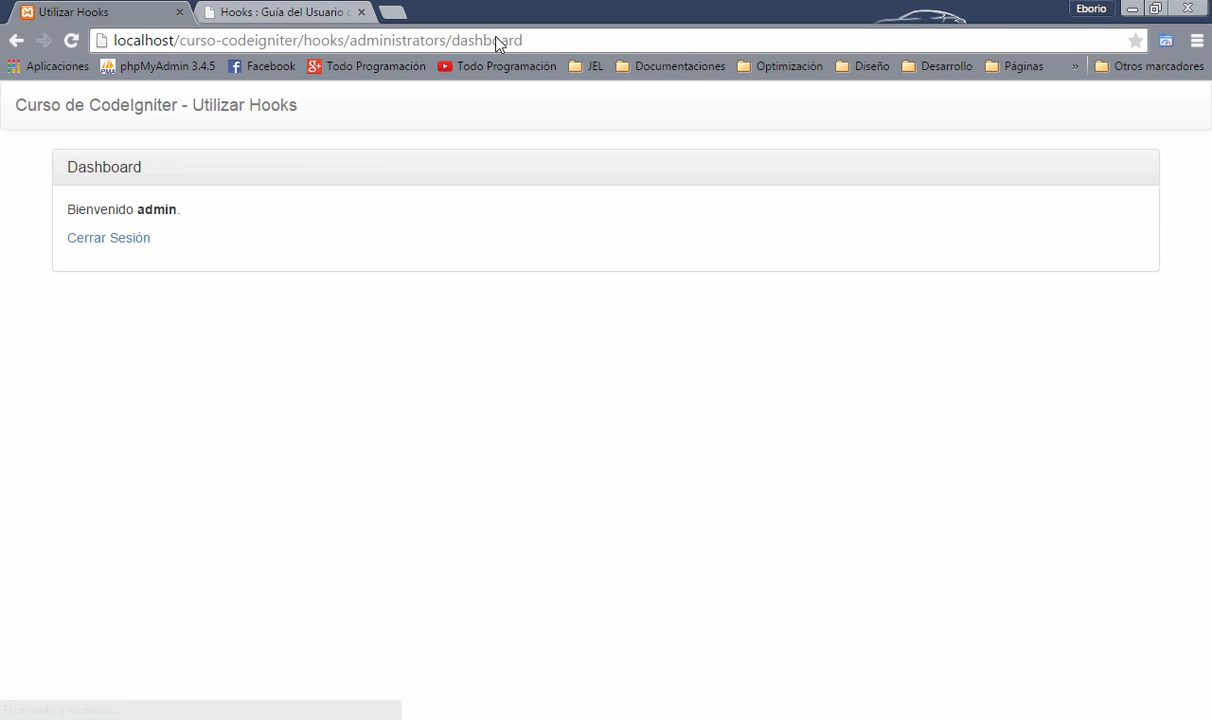 Utilizar Hooks
Hooks : Guía del Usuario
Eborio
localhost/curso-codeigniter/hooks/administrators/dashboard
Aplicaciones phpMyAdmin 3.4.5 Facebook Todo Programación Todo Programación JEL Documentaciones Optimización Diseño Desarrollo Páginas » Otros marcadores
Curso de CodeIgniter - Utilizar Hooks
Dashboard
Bienvenido admin.
Cerrar Sesión
Esperando a localhost...